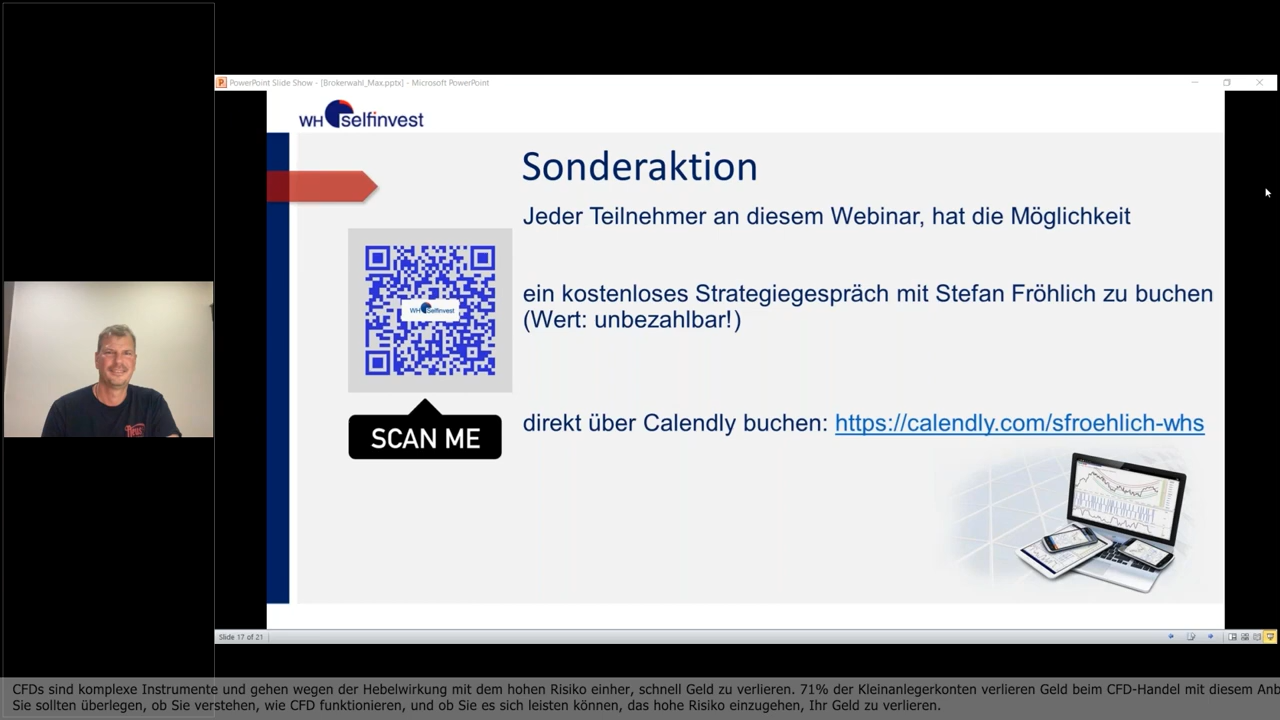 PowerPoint Slide Show - [Brokerwahl_Max.pptx] - Microsoft PowerPoint
WH selfinvest
Sonderaktion
Jeder Teilnehmer an diesem Webinar, hat die Möglichkeit
ein kostenloses Strategiegespräch mit Stefan Fröhlich zu buchen
(Wert: unbezahlbar!)
WH Selfinvest
SCAN ME
direkt über Calendly buchen: https://calendly.com/sfroehlich-whs
Slide 17 of 21
CFDs sind komplexe Instrumente und gehen wegen der Hebelwirkung mit dem hohen Risiko einher, schnell Geld zu verlieren. 71% der Kleinanlegerkonten verlieren Geld beim CFD-Handel mit diesem Anb
Sie sollten überlegen, ob Sie verstehen, wie CFD funktionieren, und ob Sie es sich leisten können, das hohe Risiko einzugehen, Ihr Geld zu verlieren.